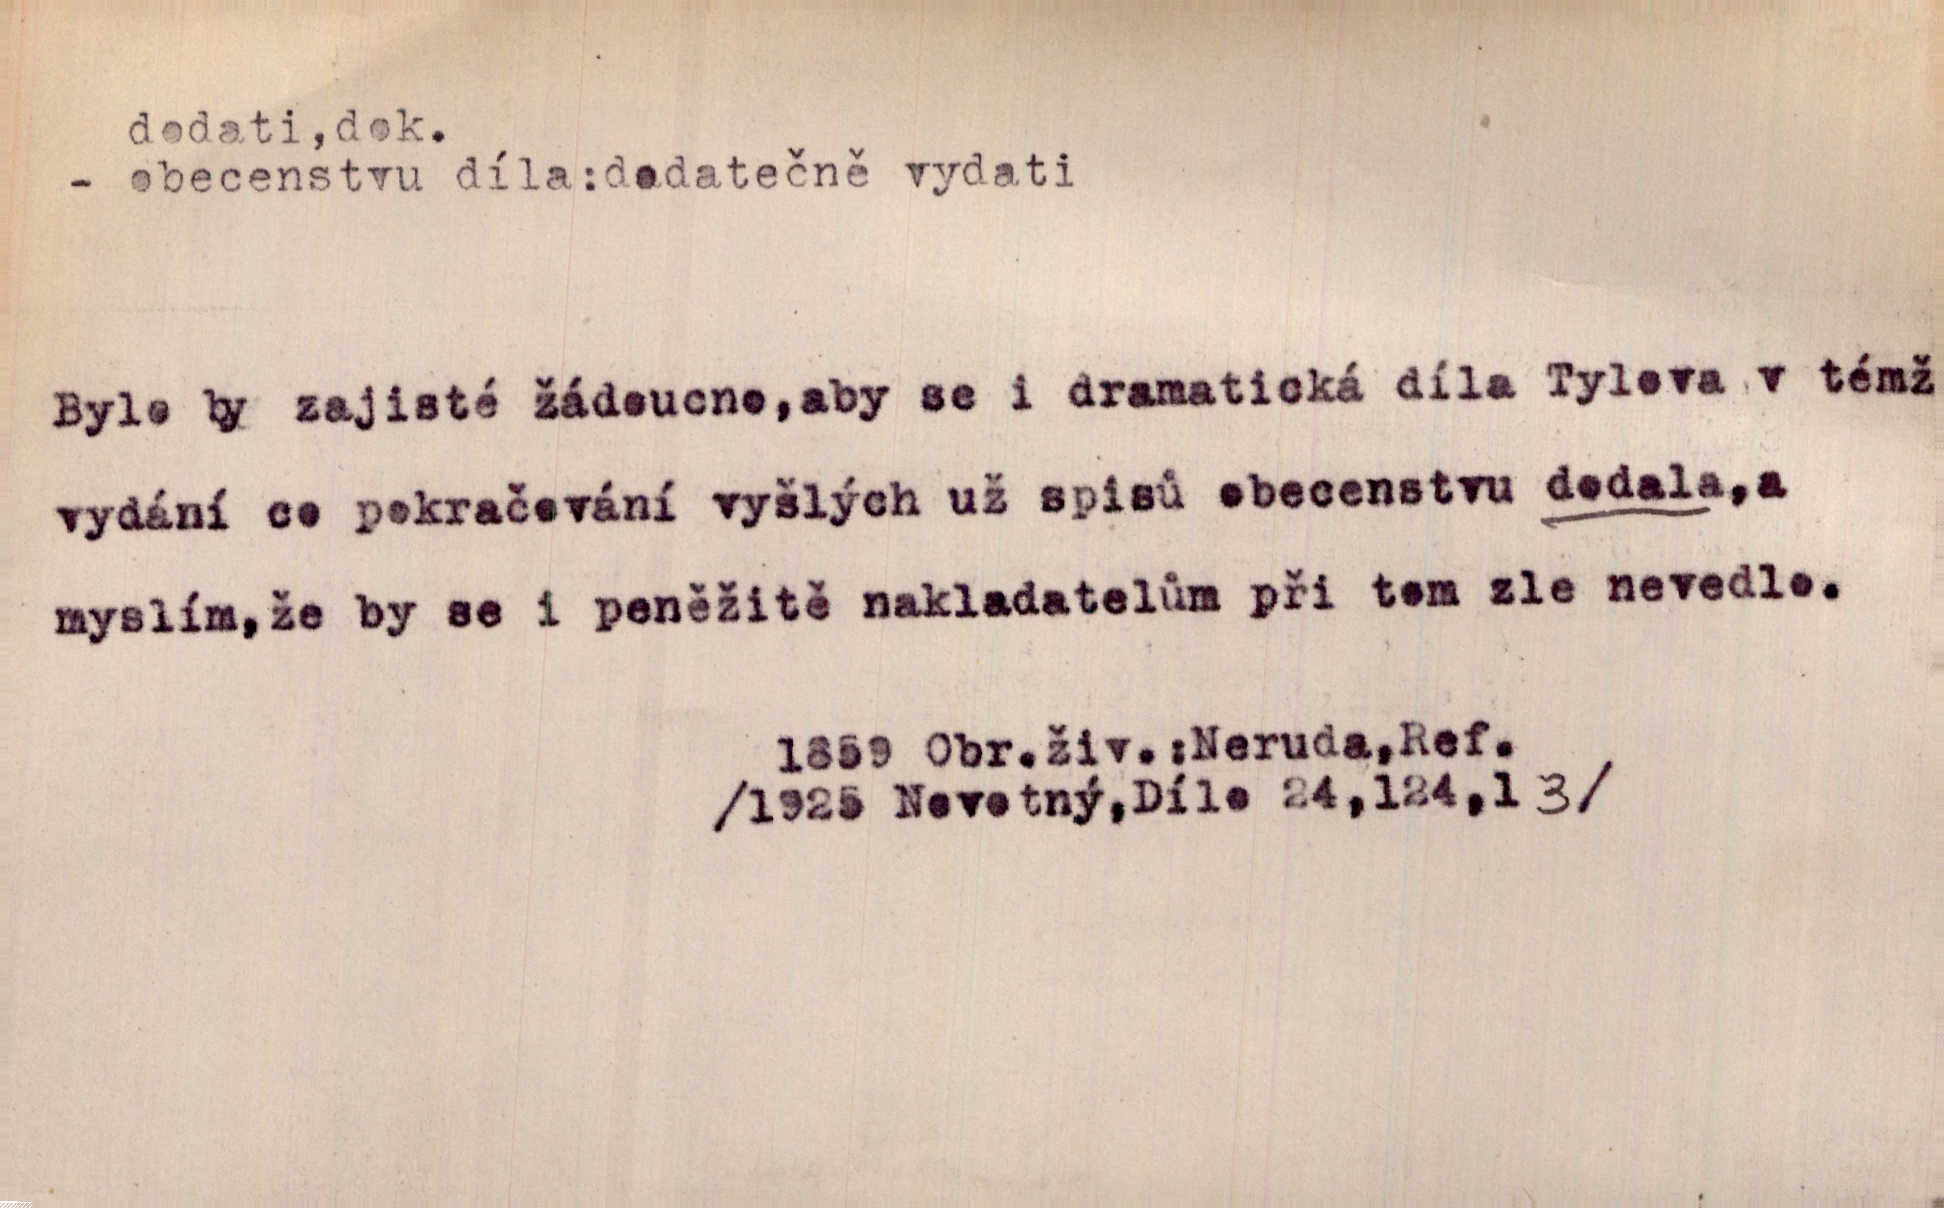 dodati,dok.
- obecenstvu díla:dodatečně vydati
Bylo by zajisté žádoucno,aby se i dramatická díla Tylova v témž
vydání co pokračování vyšlých už spisů obecenstvu dodala,a
myslím,že by se i peněžitě nakladatelům při tom zle nevedlo.
1859 Obr.živ.:Neruda,Ref.
/1925 Novotný,Dílo 24,124,13/